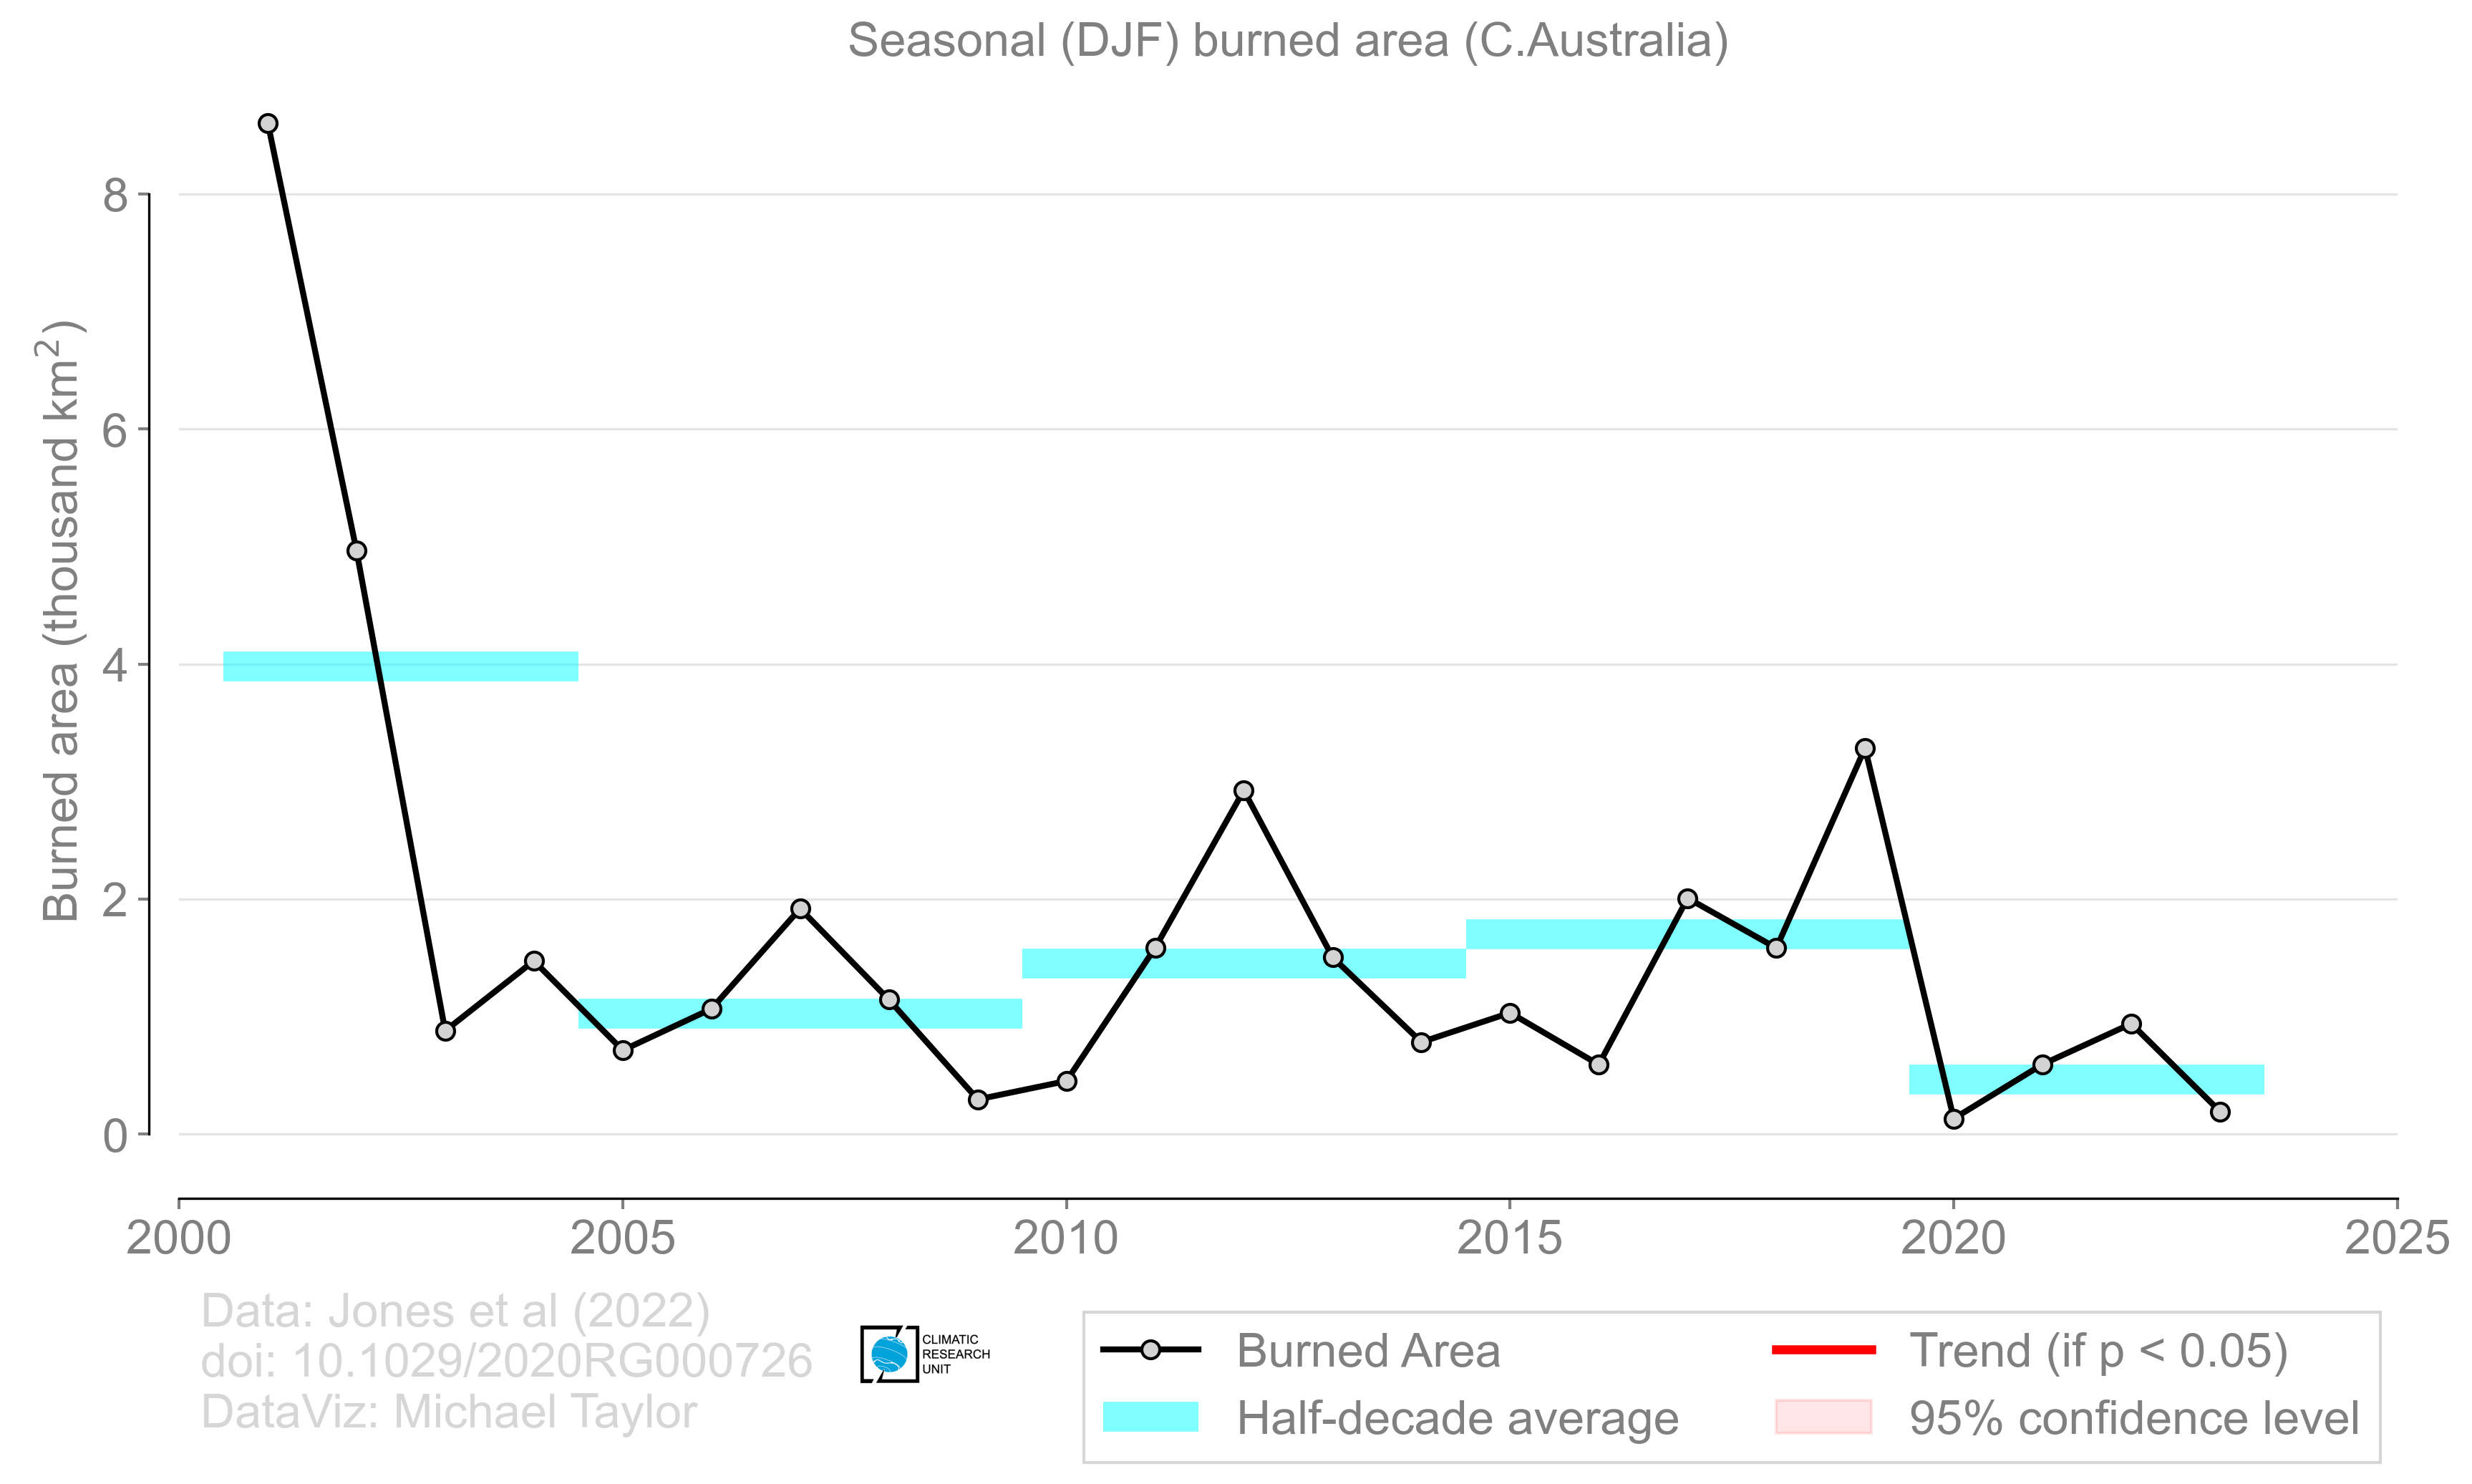 Seasonal (DJF) burned area (C.Australia)
Burned area (thousand km²)
8
6
4
2
0
2000 2005 2010 2015 2020 2025
Data: Jones et al (2022)
doi: 10.1029/2020RG000726
DataViz: Michael Taylor
CLIMATIC
RESEARCH
UNIT
Burned Area
Half-decade average
Trend (if p < 0.05)
95% confidence level